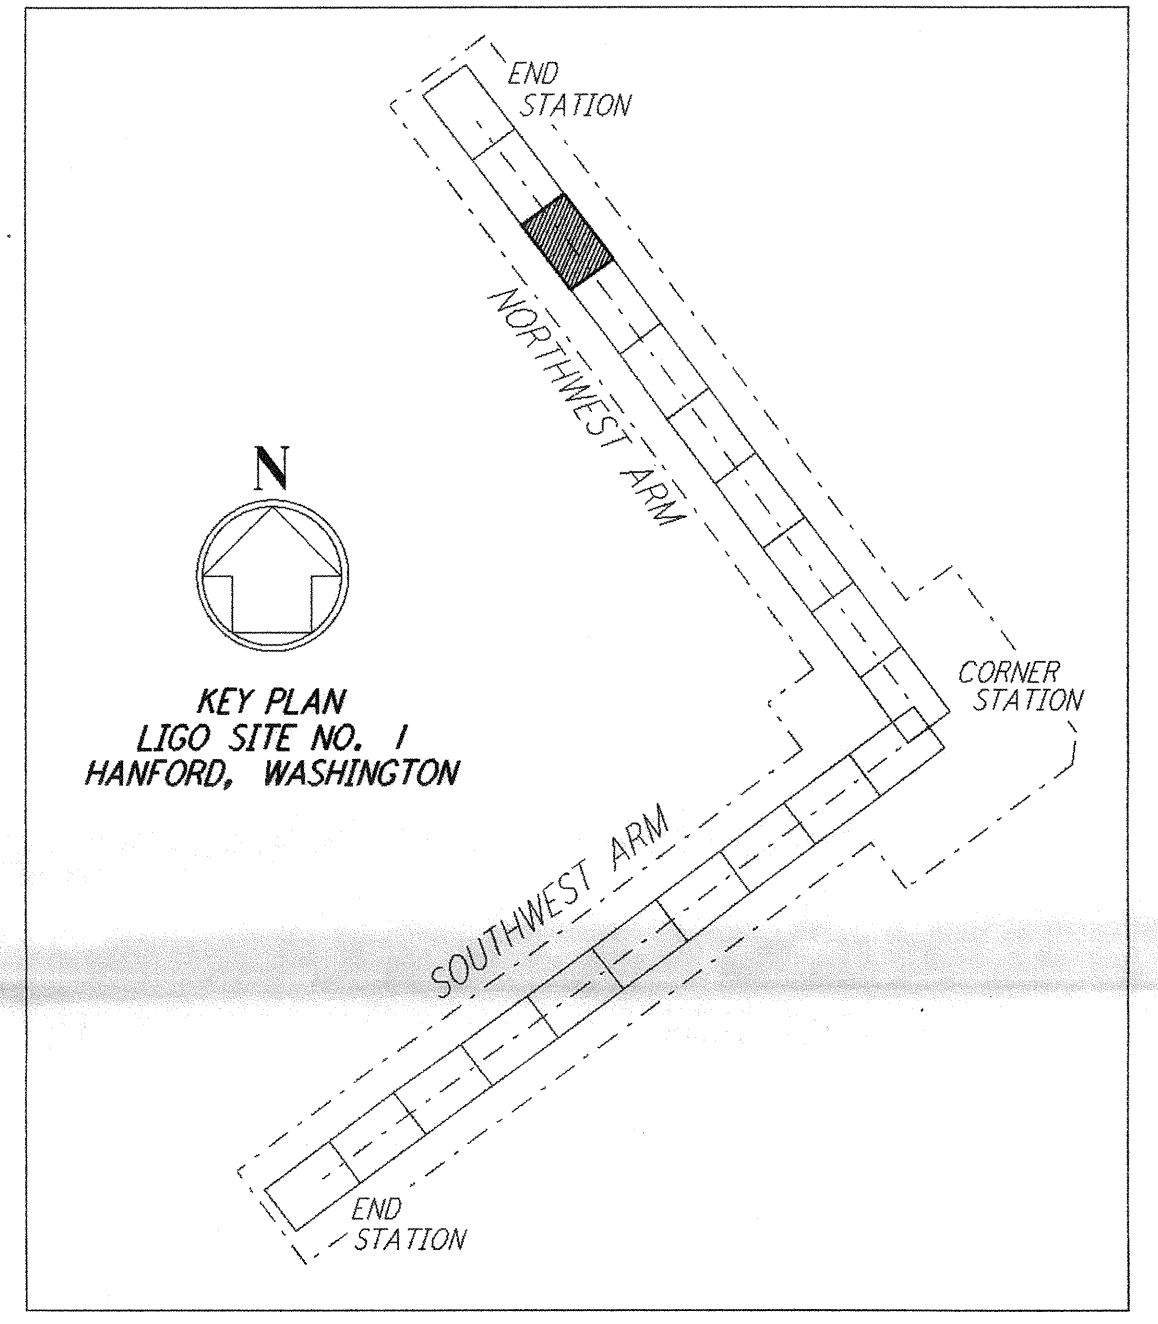 END
STATION
NORTHWEST ARM
N
CORNER
STATION
KEY PLAN
LIGO SITE NO. 1
HANFORD, WASHINGTON
SOUTHWEST ARM
END
STATION